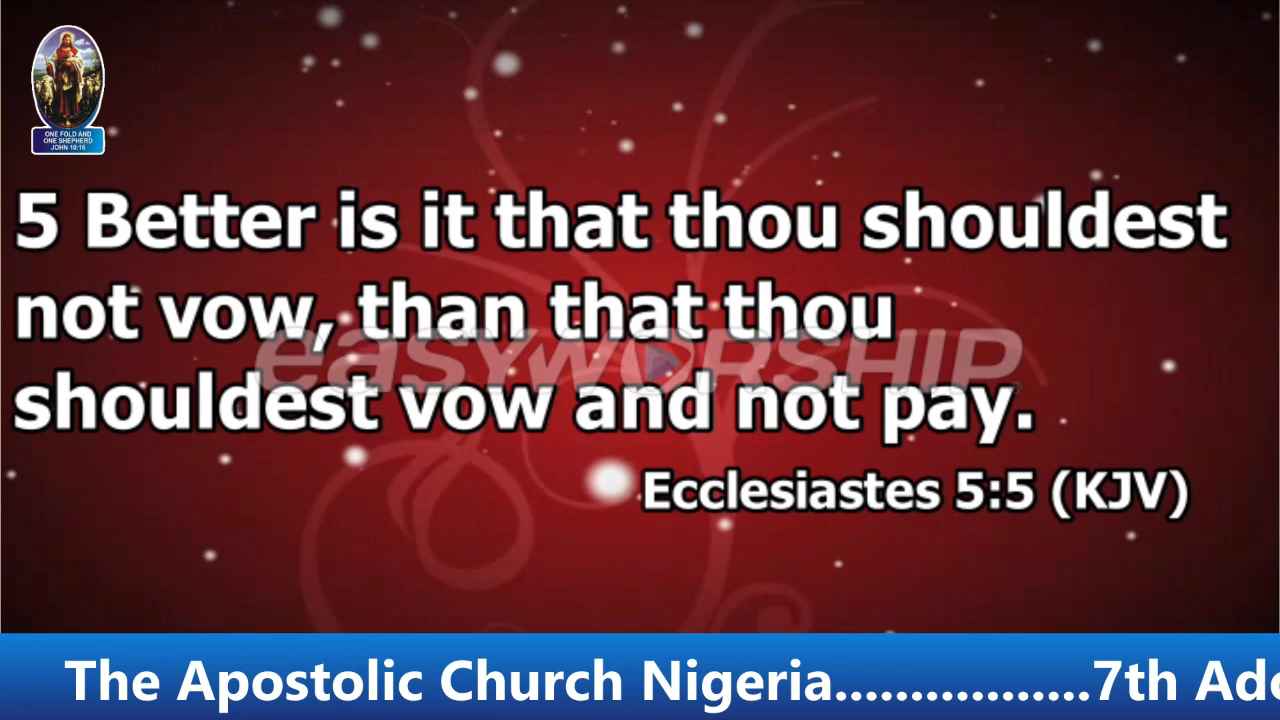 ONE FOLD AND
ONE SHEPHERD
JOHN 10:16
5 Better is it that thou shouldest
not vow, than that thou
shouldest vow and not pay.
easyWORSHIP
Ecclesiastes 5:5 (KJV)
The Apostolic Church Nigeria.................7th